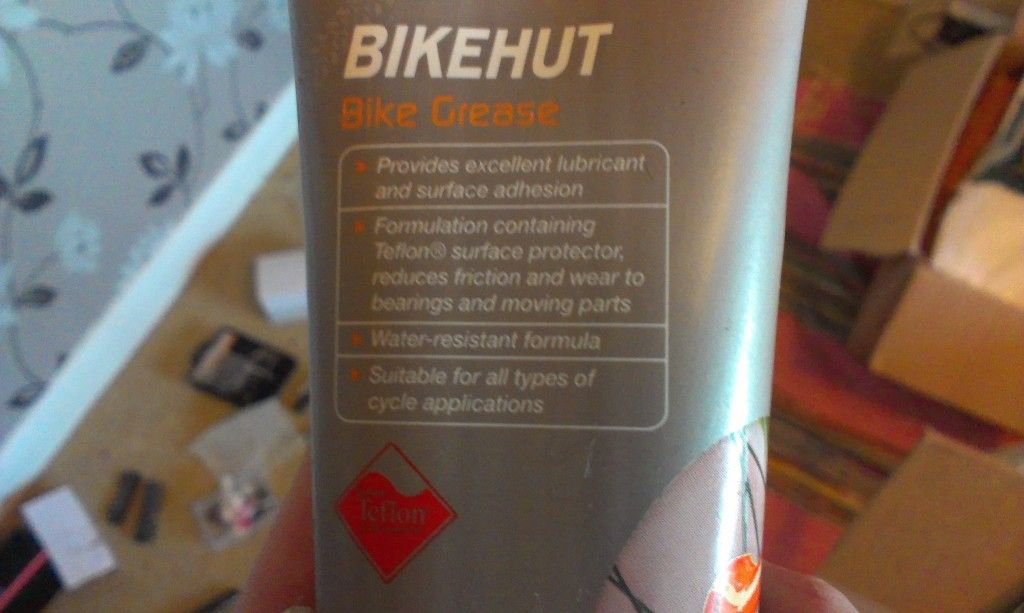 BIKEHUT
Bike Grease
Provides excellent lubricant
and surface adhesion
Formulation containing
Teflon® surface protector,
reduces friction and wear to
bearings and moving parts
Water-resistant formula
Suitable for all types of
cycle applications
Teflon